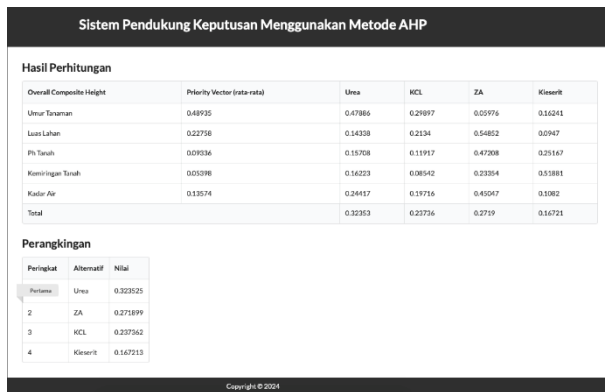 Sistem Pendukung Keputusan Menggunakan Metode AHP
Hasil Perhitungan
Overall Composite Height Priority Vector (rata-rata) Urea KCL ZA Kieserit
Umur Tanaman 0.48935 0.47886 0.29897 0.05976 0.16241
Luas Lahan 0.22758 0.14338 0.2134 0.54852 0.0947
Ph Tanah 0.09336 0.15708 0.11917 0.47208 0.25167
Kemiringan Tanah 0.05398 0.16223 0.08542 0.23354 0.51881
Kadar Air 0.13574 0.24417 0.19716 0.45047 0.1082
Total 0.32353 0.23736 0.2719 0.16721
Perangkingan
Peringkat Alternatif Nilai
Pertama Urea 0.323525
2 ZA 0.271899
3 KCL 0.237362
4 Kieserit 0.167213
Copyright © 2024